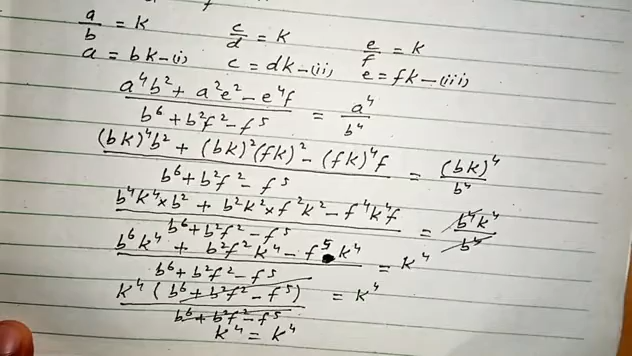 a/b = K    c/d = K    e/f = K
a = bk-(i)    c = dk-(ii)    e = fk-(iii)
(a⁴b² + a²e² - e⁴f)/(b⁶ + b²f² - f⁵) = a⁴/b⁴
((bk)⁴b² + (bk)²(fk)² - (fk)⁴f)/(b⁶ + b²f² - f⁵) = (bk)⁴/b⁴
(b⁴k⁴×b² + b²k²×f²k² - f⁴k⁴f)/(b⁶+b²f² - f⁵) = b⁴k⁴/b⁴
(b⁶k⁴ + b²f²k⁴ - f⁵k⁴)/(b⁶ + b²f² - f⁵) = K⁴
K⁴(b⁶ + b²f² - f⁵)/(b⁶ + b²f² - f⁵) = K⁴
K⁴ = K⁴